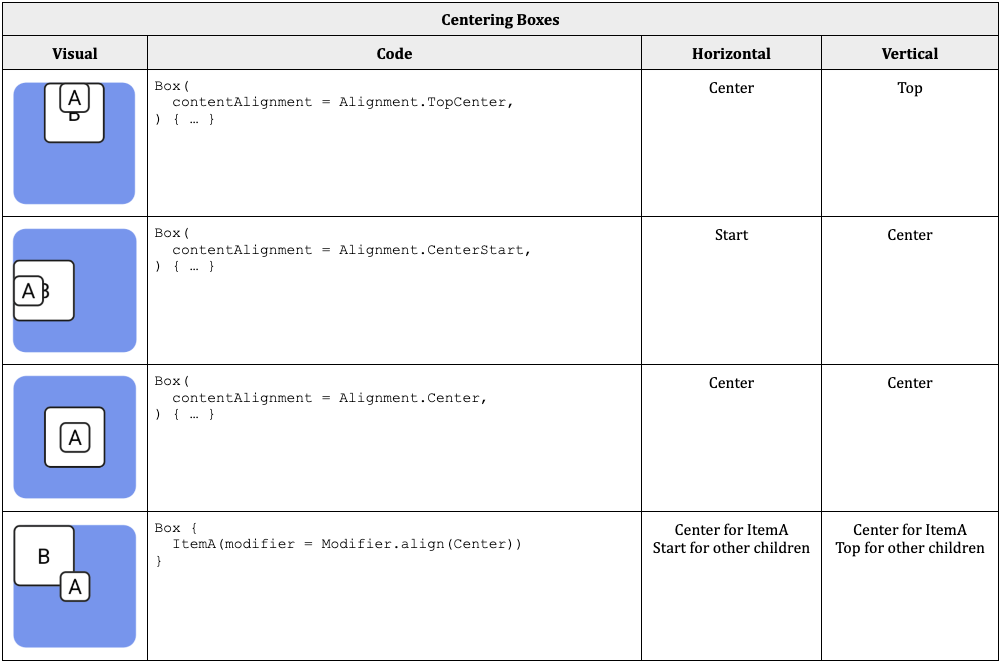 Centering Boxes
Visual
Code
Horizontal
Vertical
A
B
Box(
contentAlignment = Alignment.TopCenter,
) { … }
Center
Top
A
B
Box(
contentAlignment = Alignment.CenterStart,
) { … }
Start
Center
A
Box(
contentAlignment = Alignment.Center,
) { … }
Center
Center
B
A
Box {
ItemA(modifier = Modifier.align(Center))
}
Center for ItemA
Start for other children
Center for ItemA
Top for other children